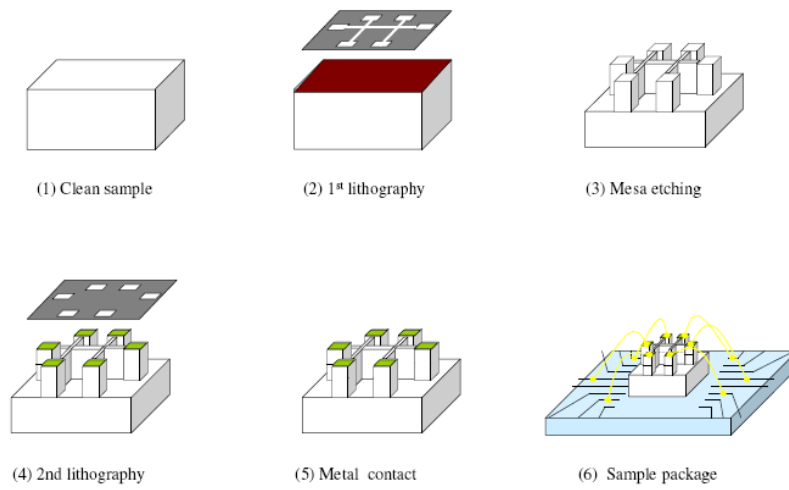 (1) Clean sample
(2) 1st lithography
(3) Mesa etching
(4) 2nd lithography
(5) Metal contact
(6) Sample package